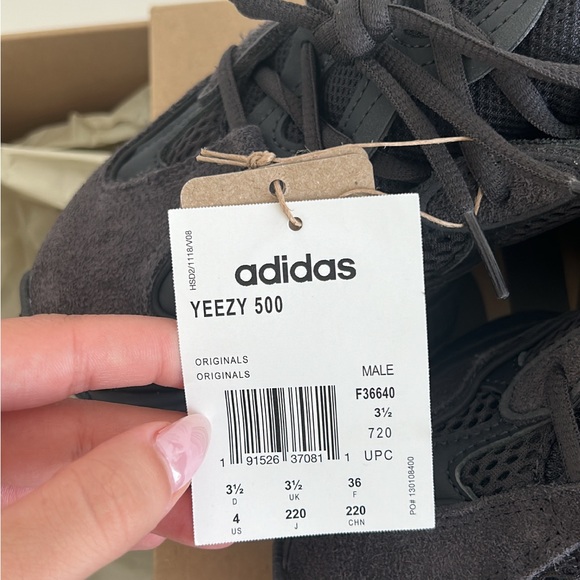 HSD2/1118/V08
adidas
YEEZY 500
ORIGINALS
ORIGINALS
MALE
F36640
3½
720
UPC
1 91526 37081 1
3½ 3½ 36
D UK F
4 220 220
US J CHN
PO# 130108400